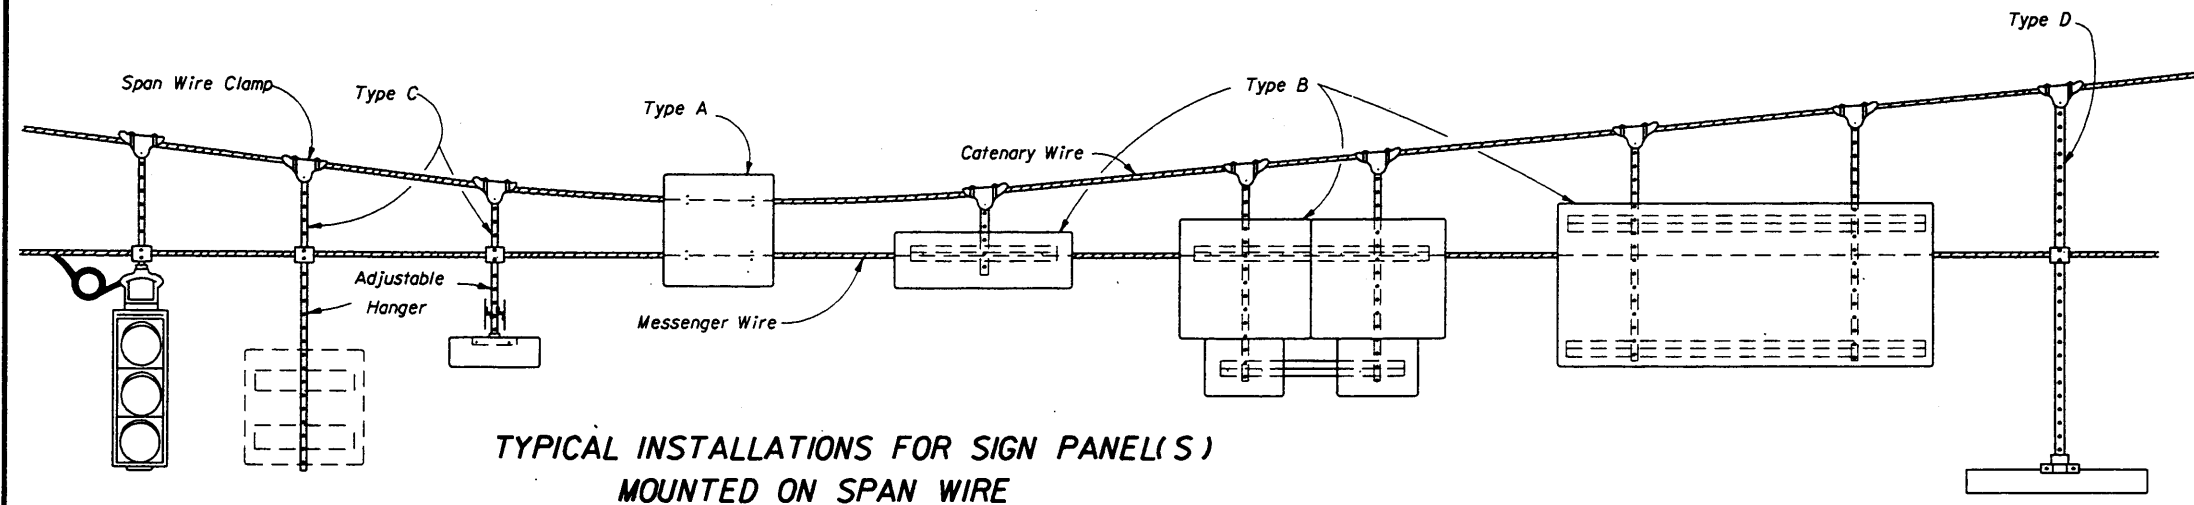 Type D
Span Wire Clamp
Type C
Type A
Type B
Catenary Wire
Adjustable
Hanger
Messenger Wire
TYPICAL INSTALLATIONS FOR SIGN PANEL(S)
MOUNTED ON SPAN WIRE